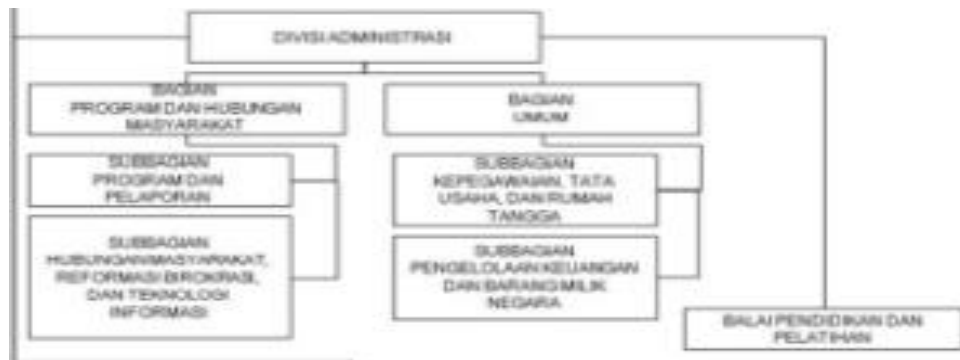 DIVISI ADMINISTRASI
BAGIAN
PROGRAM DAN HUBUNGAN
MASYARAKAT
BAGIAN
UMUM
SUBBAGIAN
PROGRAM DAN
PELAPORAN
SUBBAGIAN
KEPEGAWAIAN, TATA
USAHA, DAN RUMAH
TANGGA
SUBBAGIAN
HUBUNGAN MASYARAKAT,
REFORMASI BIROKRASI,
DAN TEKNOLOGI
INFORMASI
SUBBAGIAN
PENGELOLAAN KEUANGAN
DAN BARANG MILIK
NEGARA
BALAI PENDIDIKAN DAN
PELATIHAN